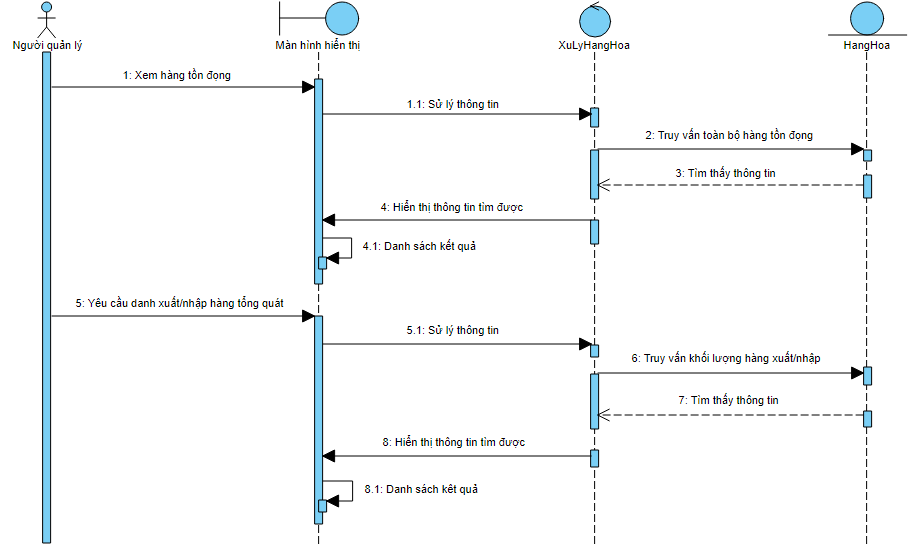 Người quản lý
Màn hình hiển thị
XuLyHangHoa
HangHoa
1: Xem hàng tồn đọng
1.1: Sử lý thông tin
2: Truy vấn toàn bộ hàng tồn đọng
3: Tìm thấy thông tin
4: Hiển thị thông tin tìm được
4.1: Danh sách kết quả
5: Yêu cầu danh xuất/nhập hàng tổng quát
5.1: Sử lý thông tin
6: Truy vấn khối lượng hàng xuất/nhập
7: Tìm thấy thông tin
8: Hiển thị thông tin tìm được
8.1: Danh sách kết quả